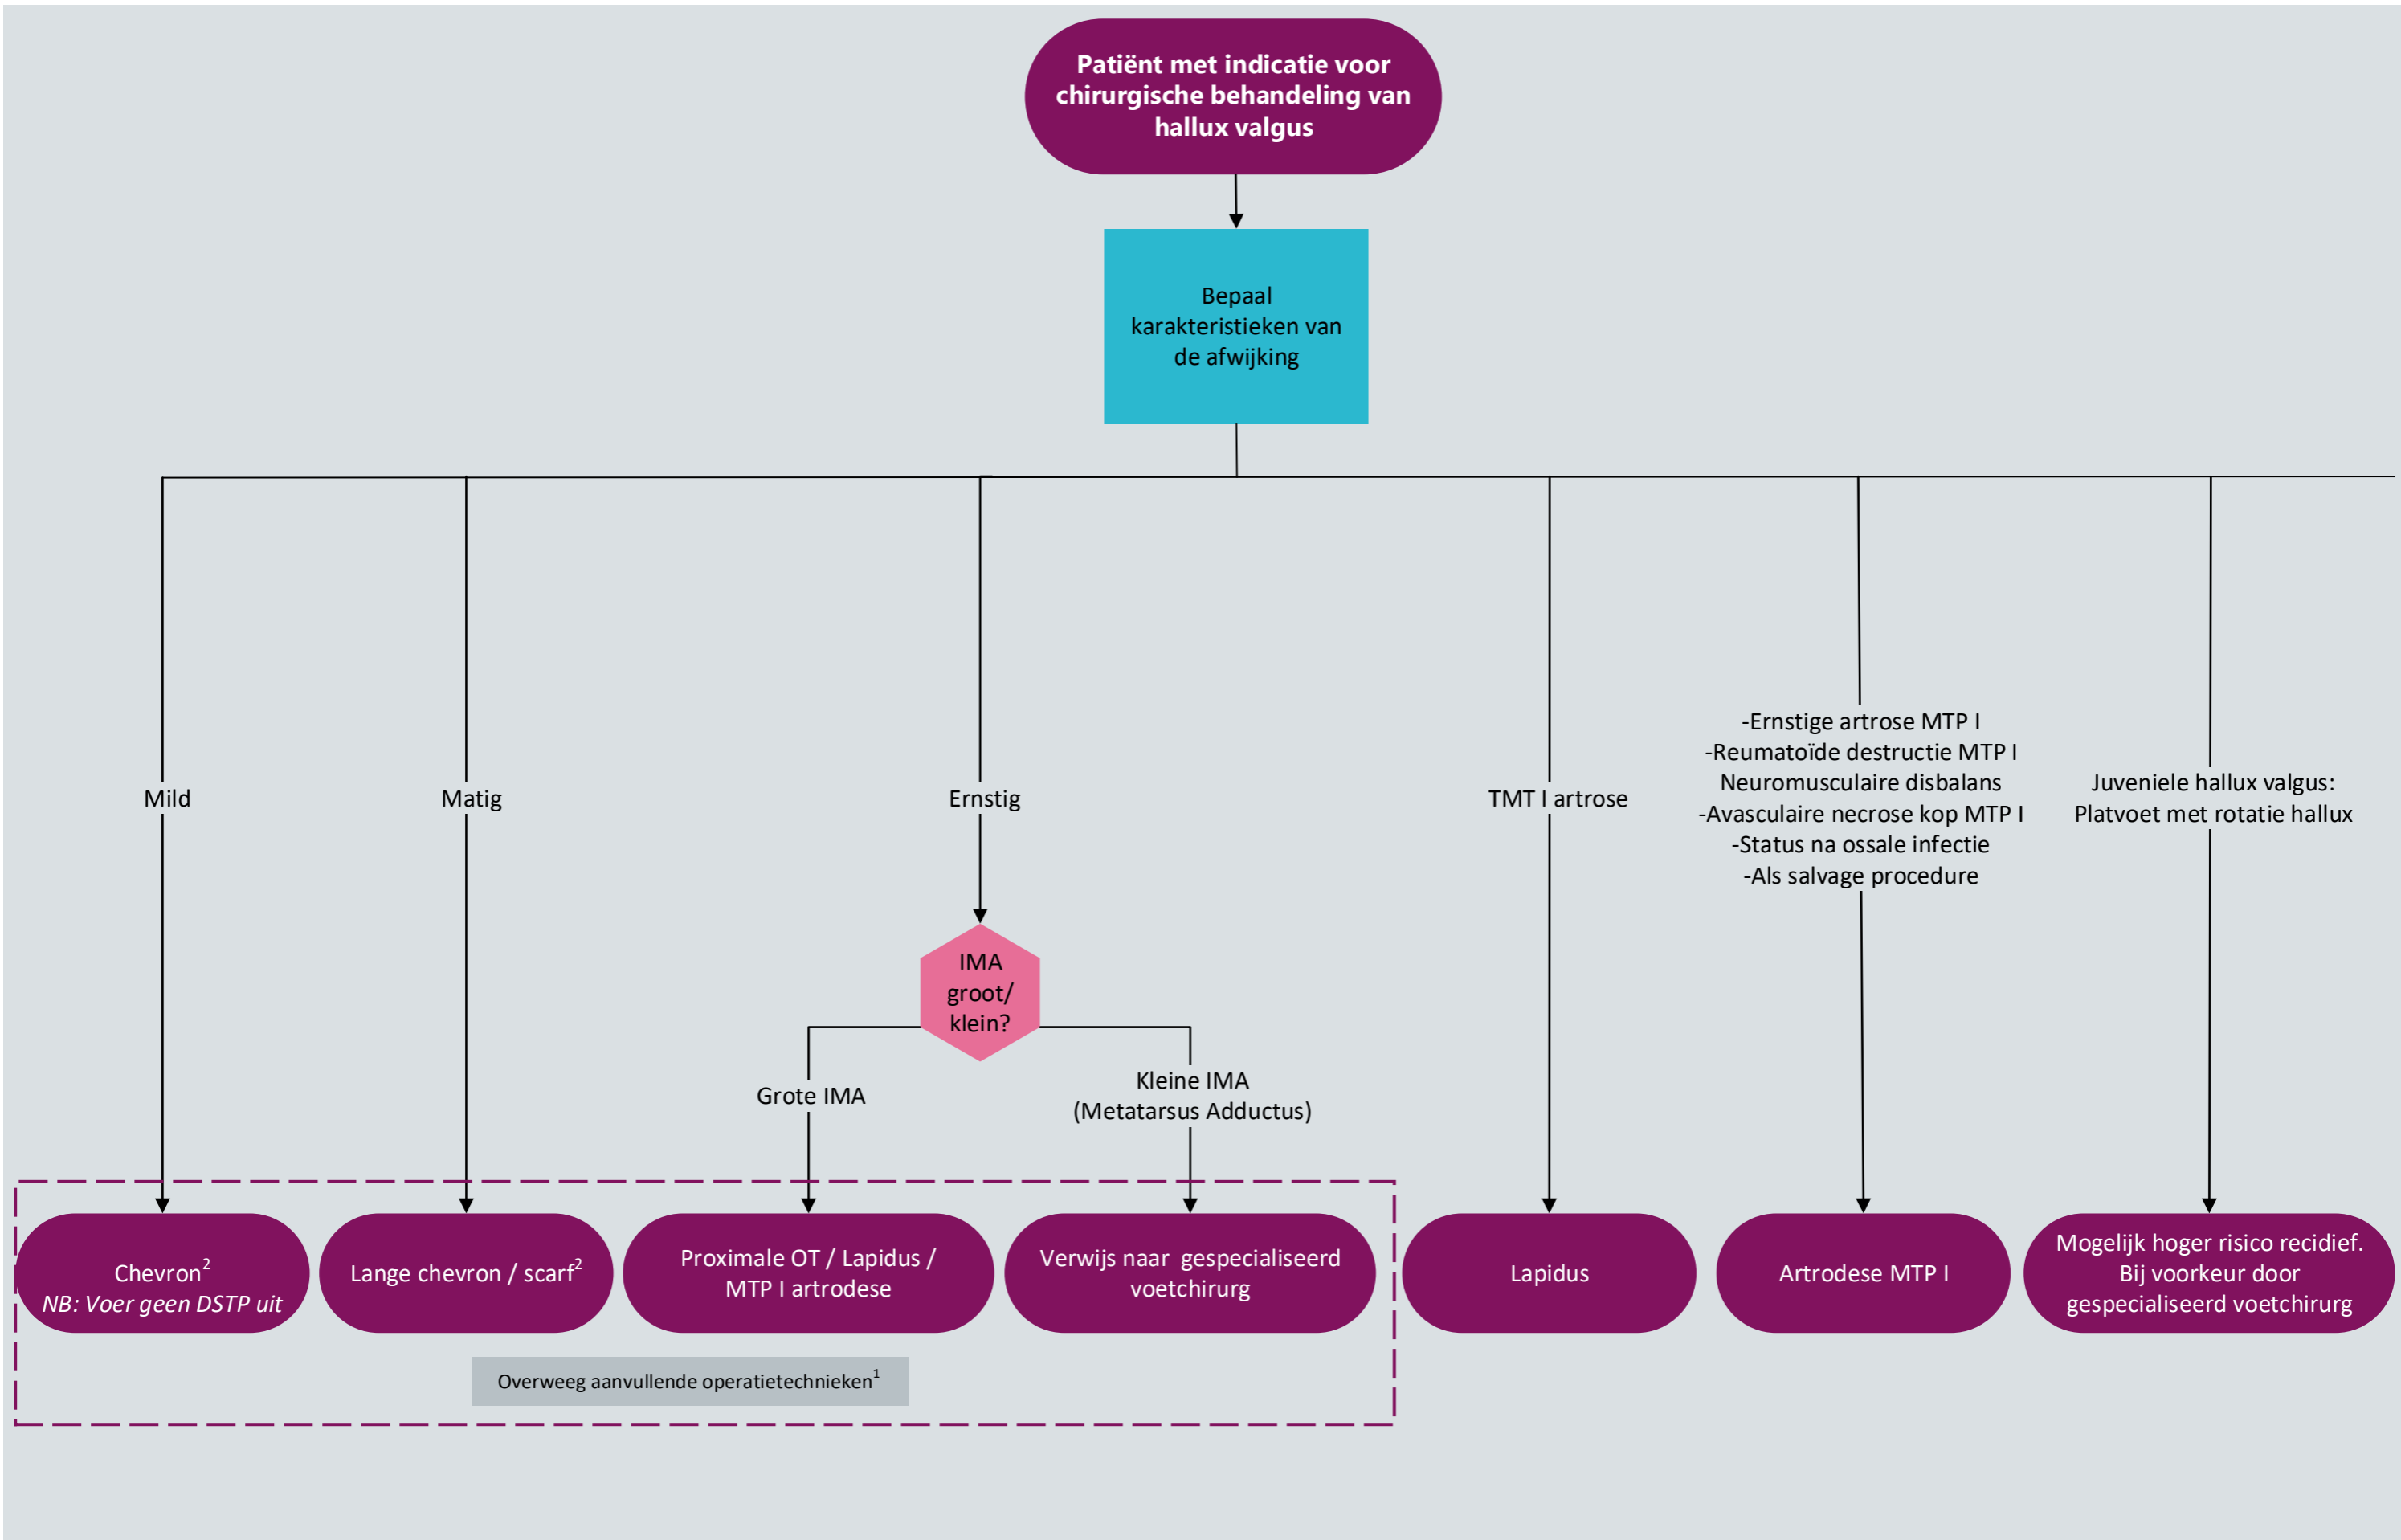 Patiënt met indicatie voor
chirurgische behandeling van
hallux valgus
Bepaal
karakteristieken van
de afwijking
Mild
Matig
Ernstig
TMT I artrose
-Ernstige artrose MTP I
-Reumatoïde destructie MTP I
Neuromusculaire disbalans
-Avasculaire necrose kop MTP I
-Status na ossale infectie
-Als salvage procedure
Juveniele hallux valgus:
Platvoet met rotatie hallux
IMA
groot/
klein?
Grote IMA
Kleine IMA
(Metatarsus Adductus)
Chevron²
NB: Voer geen DSTP uit
Lange chevron / scarf²
Proximale OT / Lapidus /
MTP I artrodese
Verwijs naar gespecialiseerd
voetchirurg
Lapidus
Artrodese MTP I
Mogelijk hoger risico recidief.
Bij voorkeur door
gespecialiseerd voetchirurg
Overweeg aanvullende operatietechnieken¹